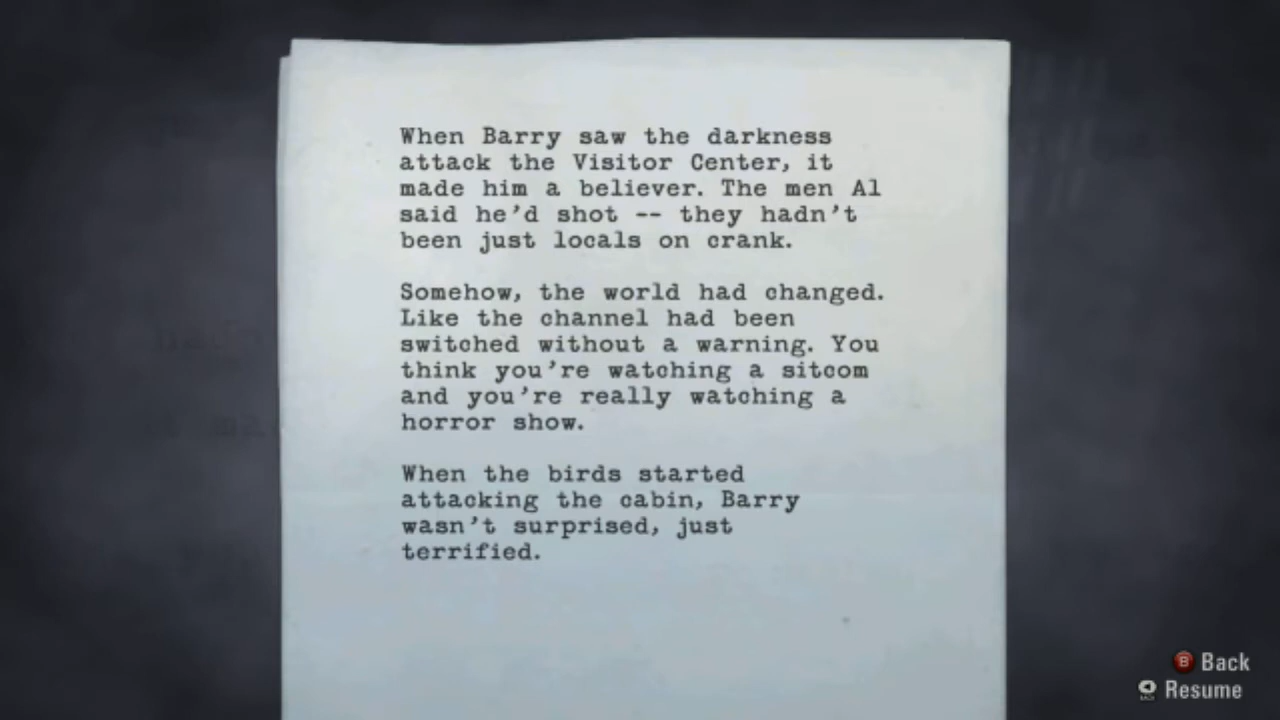 When Barry saw the darkness
attack the Visitor Center, it
made him a believer. The men Al
said he'd shot -- they hadn't
been just locals on crank.
Somehow, the world had changed.
Like the channel had been
switched without a warning. You
think you're watching a sitcom
and you're really watching a
horror show.
When the birds started
attacking the cabin, Barry
wasn't surprised, just
terrified.
B Back
Resume